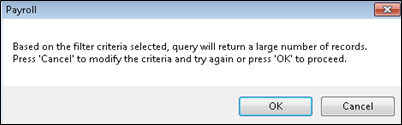 Payroll
Based on the filter criteria selected, query will return a large number of records.
Press 'Cancel' to modify the criteria and try again or press 'OK' to proceed.
OK
Cancel